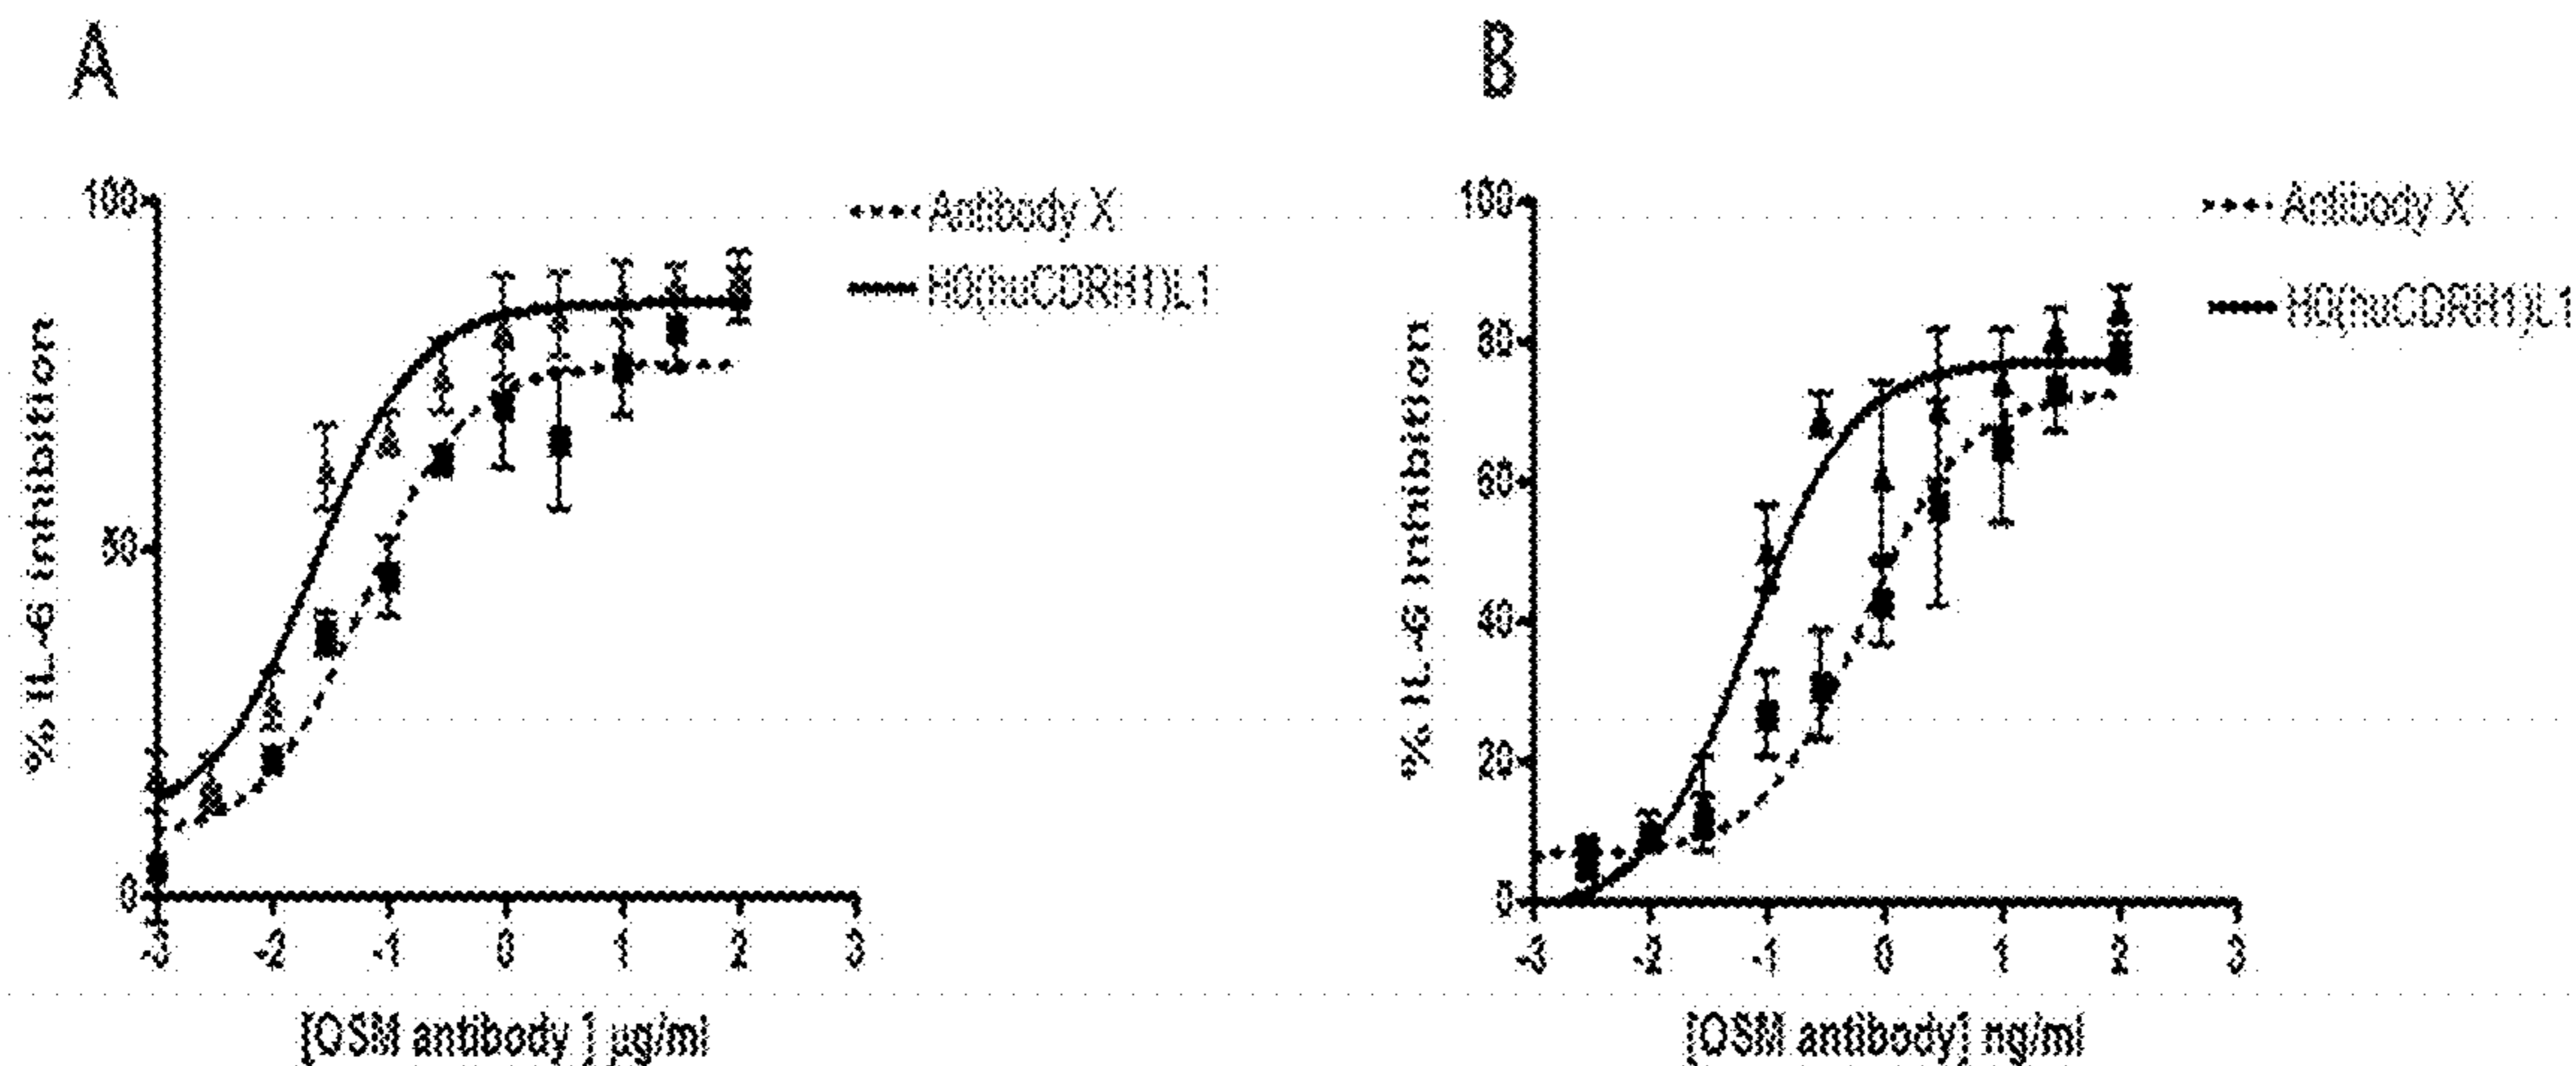 A
B
100
50
0
% IL-6 inhibition
Antibody X
H0(huCDRH1)L1
-3 -2 -1 0 1 2 3
[OSM antibody ] µg/ml
100
80
60
40
20
0
% IL-6 Inhibition
Antibody X
H0(huCDRH1)L1
-3 -2 -1 0 1 2 3
[OSM antibody] ng/ml